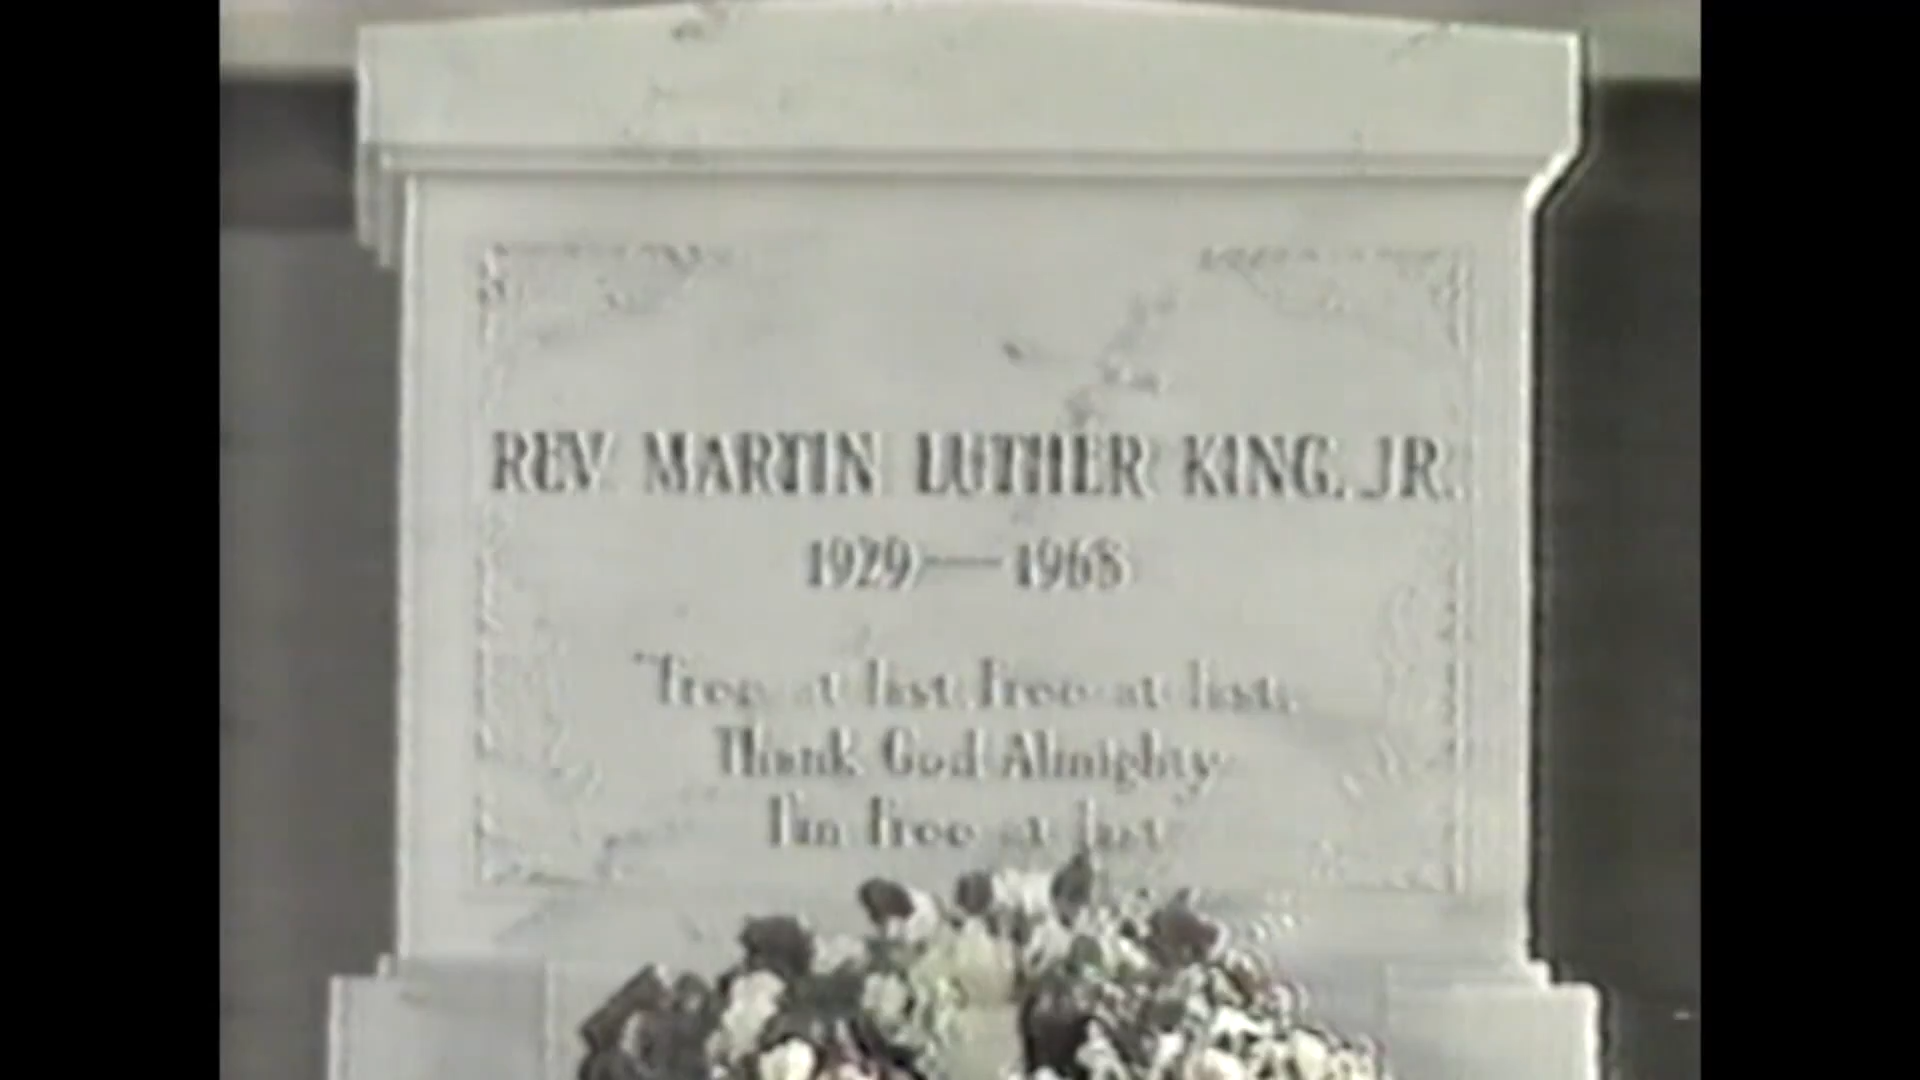 REV. MARTIN LUTHER KING, JR.
1929—1968
"Free at last, Free at last,
Thank God Almighty
I'm Free at last"